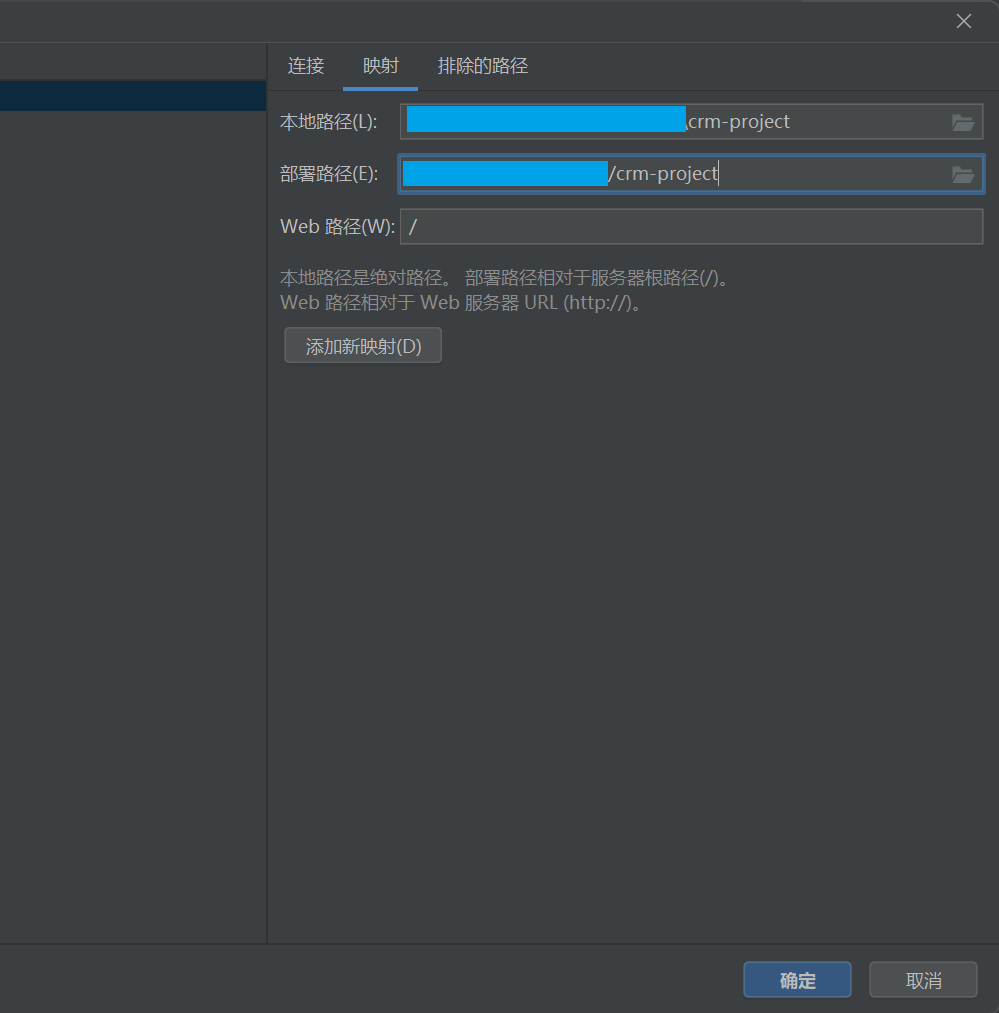 连接 映射 排除的路径
本地路径(L): \crm-project
部署路径(E): /crm-project
Web 路径(W): /
本地路径是绝对路径。 部署路径相对于服务器根路径(/)。
Web 路径相对于 Web 服务器 URL (http://)。
添加新映射(D)
确定 取消